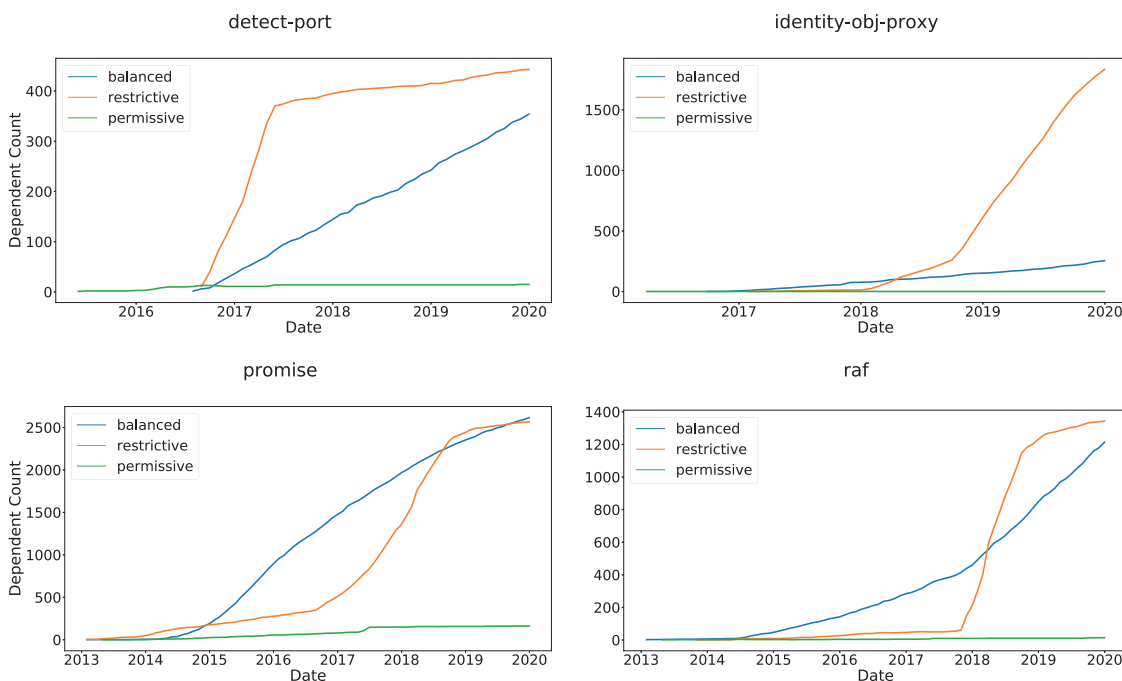 detect-port
balanced
restrictive
permissive
400
300
200
100
0
Dependent Count
2016 2017 2018 2019 2020
Date
identity-obj-proxy
balanced
restrictive
permissive
1500
1000
500
0
2017 2018 2019 2020
Date
promise
balanced
restrictive
permissive
2500
2000
1500
1000
500
0
Dependent Count
2013 2014 2015 2016 2017 2018 2019 2020
Date
raf
balanced
restrictive
permissive
1400
1200
1000
800
600
400
200
0
2013 2014 2015 2016 2017 2018 2019 2020
Date